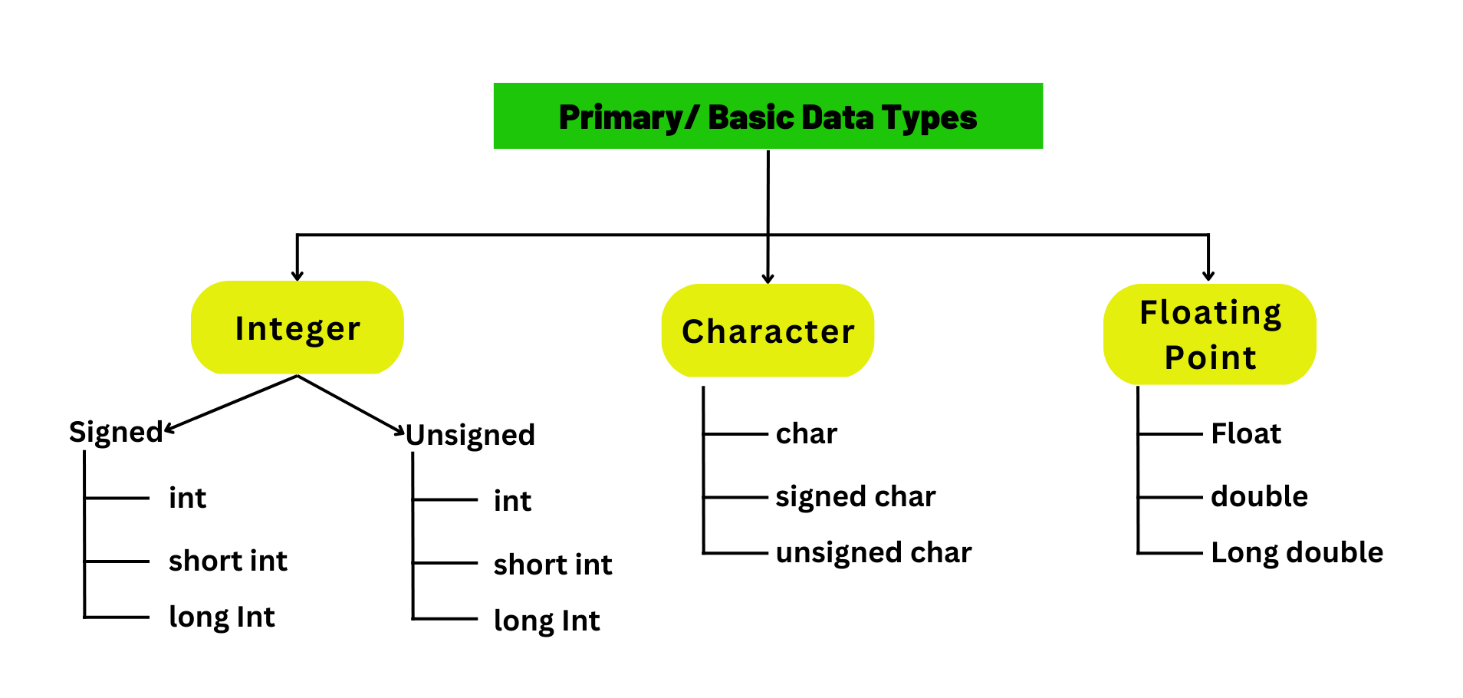 Primary/ Basic Data Types
Integer
Character
Floating
Point
Signed
Unsigned
int
short int
long Int
int
short int
long Int
char
signed char
unsigned char
Float
double
Long double